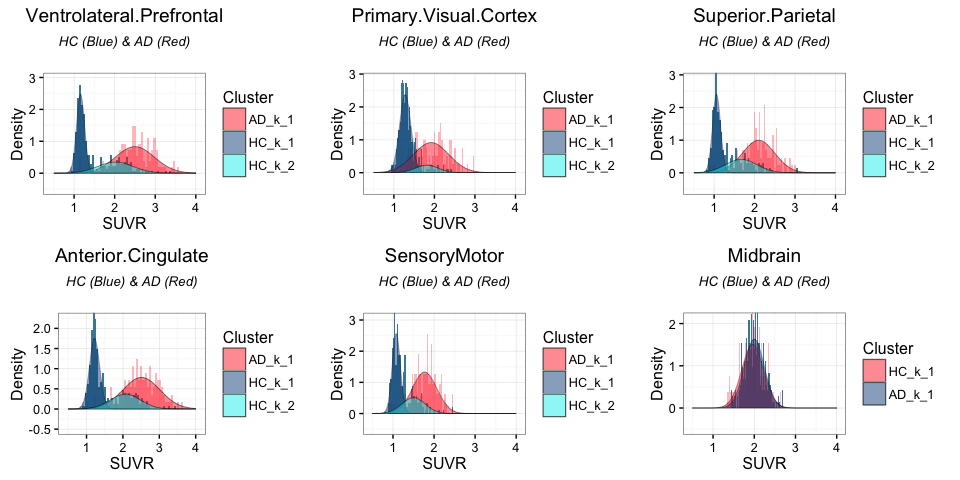 Ventrolateral.Prefrontal
HC (Blue) & AD (Red)
3
2
1
0
Density
1 2 3 4
SUVR
Cluster
AD_k_1
HC_k_1
HC_k_2
Primary.Visual.Cortex
HC (Blue) & AD (Red)
3
2
1
0
Density
1 2 3 4
SUVR
Cluster
AD_k_1
HC_k_1
HC_k_2
Superior.Parietal
HC (Blue) & AD (Red)
3
2
1
0
Density
1 2 3 4
SUVR
Cluster
AD_k_1
HC_k_1
HC_k_2
Anterior.Cingulate
HC (Blue) & AD (Red)
2.0
1.5
1.0
0.5
0.0
-0.5
Density
1 2 3 4
SUVR
Cluster
AD_k_1
HC_k_1
HC_k_2
SensoryMotor
HC (Blue) & AD (Red)
3
2
1
0
Density
1 2 3 4
SUVR
Cluster
AD_k_1
HC_k_1
HC_k_2
Midbrain
HC (Blue) & AD (Red)
2
1
0
Density
1 2 3 4
SUVR
Cluster
HC_k_1
AD_k_1